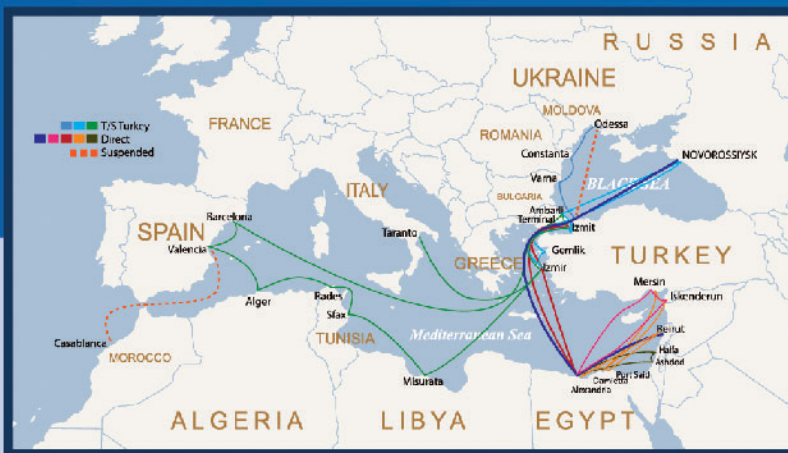 RUSSIA
UKRAINE
MOLDOVA
T/S Turkey
Direct
Suspended
FRANCE
ROMANIA
Odessa
Constanta
NOVOROSSIYSK
Varna
BLACE SEA
ITALY
BULGARIA
Barcelona
Ambarli
Terminal
Izmit
SPAIN
Taranto
Valencia
Gemlik
TURKEY
GREECE
Izmir
Mersin
Alger
Rades
Iskenderun
Sfax
Mediterranean Sea
Beirut
Casablanca
TUNISIA
Haifa
MOROCCO
Ashdod
Misurata
Port Said
Damietta
Alexandria
ALGERIA
LIBYA
EGYPT